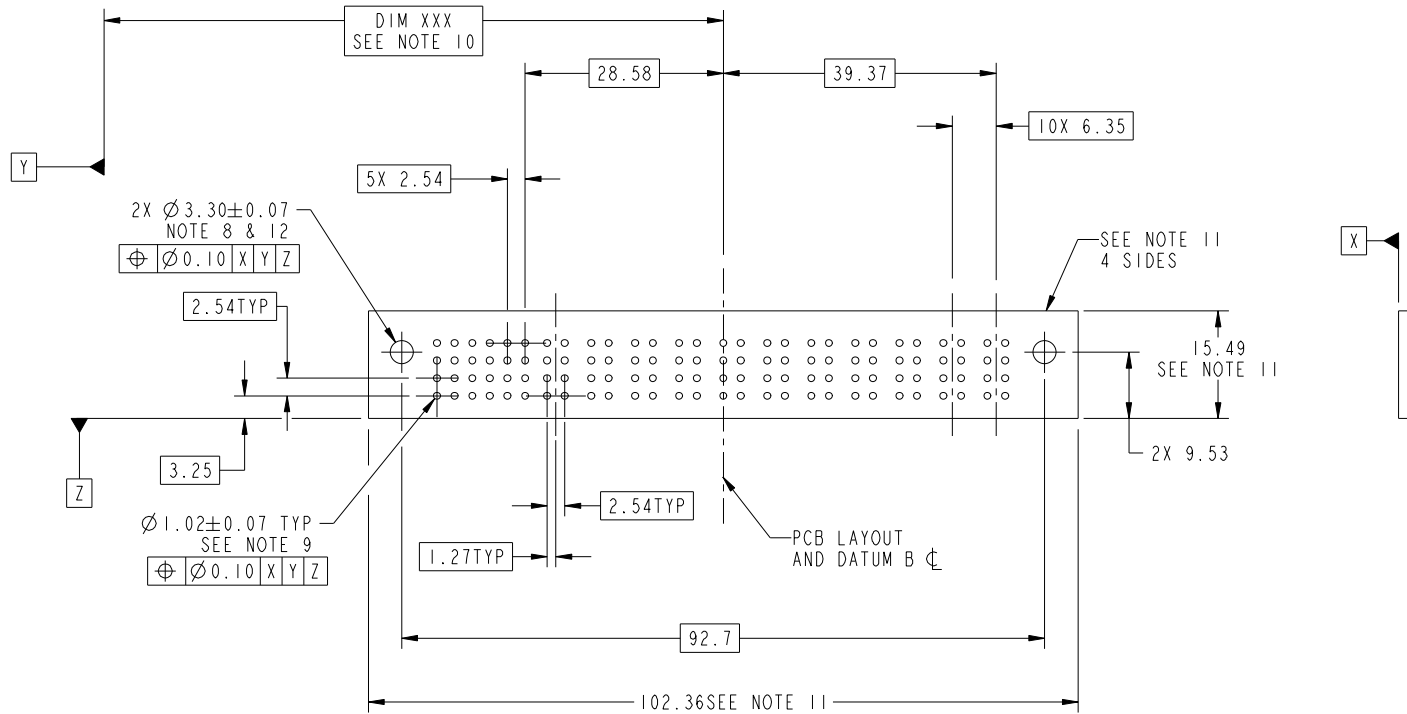 DIM XXX
SEE NOTE 10
28.58
39.37
10X 6.35
Y
5X 2.54
2X Ø3.30±0.07
NOTE 8 & 12
⌖ Ø0.10 X Y Z
SEE NOTE 11
4 SIDES
X
2.54TYP
15.49
SEE NOTE 11
3.25
Z
2X 9.53
2.54TYP
Ø1.02±0.07 TYP
SEE NOTE 9
⌖ Ø0.10 X Y Z
1.27TYP
PCB LAYOUT
AND DATUM B ℄
92.7
102.36SEE NOTE 11